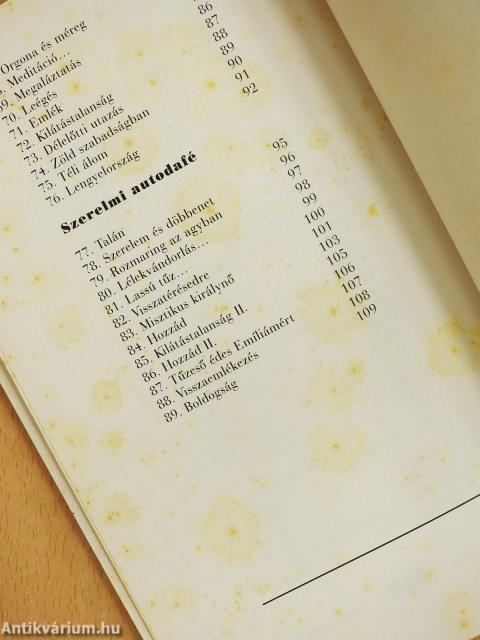 Orgona és méreg
Meditáció...
9. Megaláztatás
70. Leégés 86
71. Emlék 87
72. Kilátástalanság 88
73. Délelőtti utazás 89
74. Zöld szabadságban 90
75. Téli álom 91
76. Lengyelország 92
Szerelmi autodafé
77. Talán 95
78. Szerelem és döbbenet 96
79. Rozmaring az agyban 97
80. Lélekvándorlás... 98
81. Lassú tűz... 99
82. Visszatérésedre 100
83. Misztikus királynő 101
84. Hozzád 103
85. Kilátástalanság II. 105
86. Hozzád II. 106
87. Tűzeső édes Emíliámért 107
88. Visszaemlékezés 108
89. Boldogság 109
Antikvárium.hu